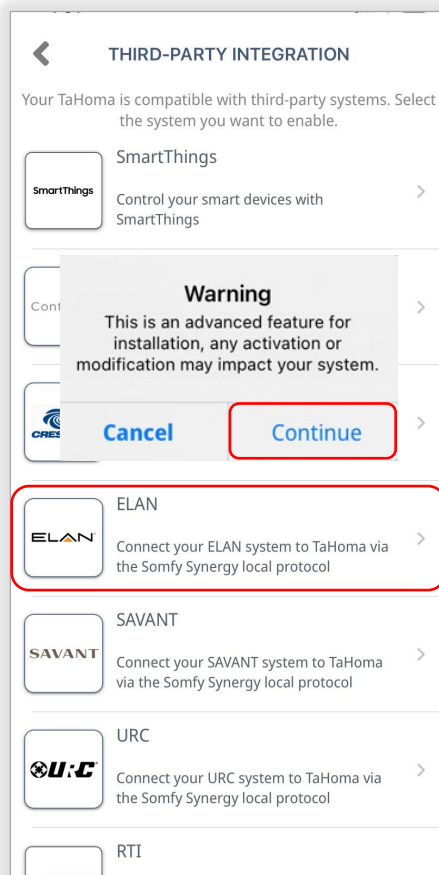 THIRD-PARTY INTEGRATION
Your TaHoma is compatible with third-party systems. Select
the system you want to enable.
SmartThings
SmartThings
Control your smart devices with
SmartThings
Cont
Warning
This is an advanced feature for
installation, any activation or
modification may impact your system.
CRES
Cancel
Continue
ELAN
ELAN
Connect your ELAN system to TaHoma via
the Somfy Synergy local protocol
SAVANT
SAVANT
Connect your SAVANT system to TaHoma
via the Somfy Synergy local protocol
URC
URC
Connect your URC system to TaHoma via
the Somfy Synergy local protocol
RTI